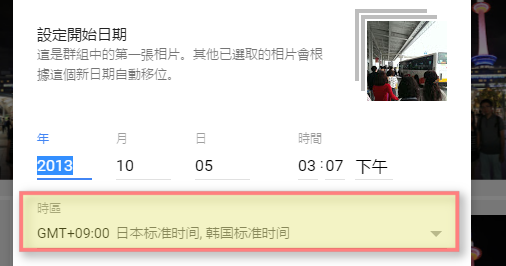 設定開始日期
這是群組中的第一張相片。其他已選取的相片會根
據這個新日期自動移位。
年 月 日 時間
2013 10 05 03 : 07 下午
時區
GMT+09:00 日本标准时间, 韩国标准时间